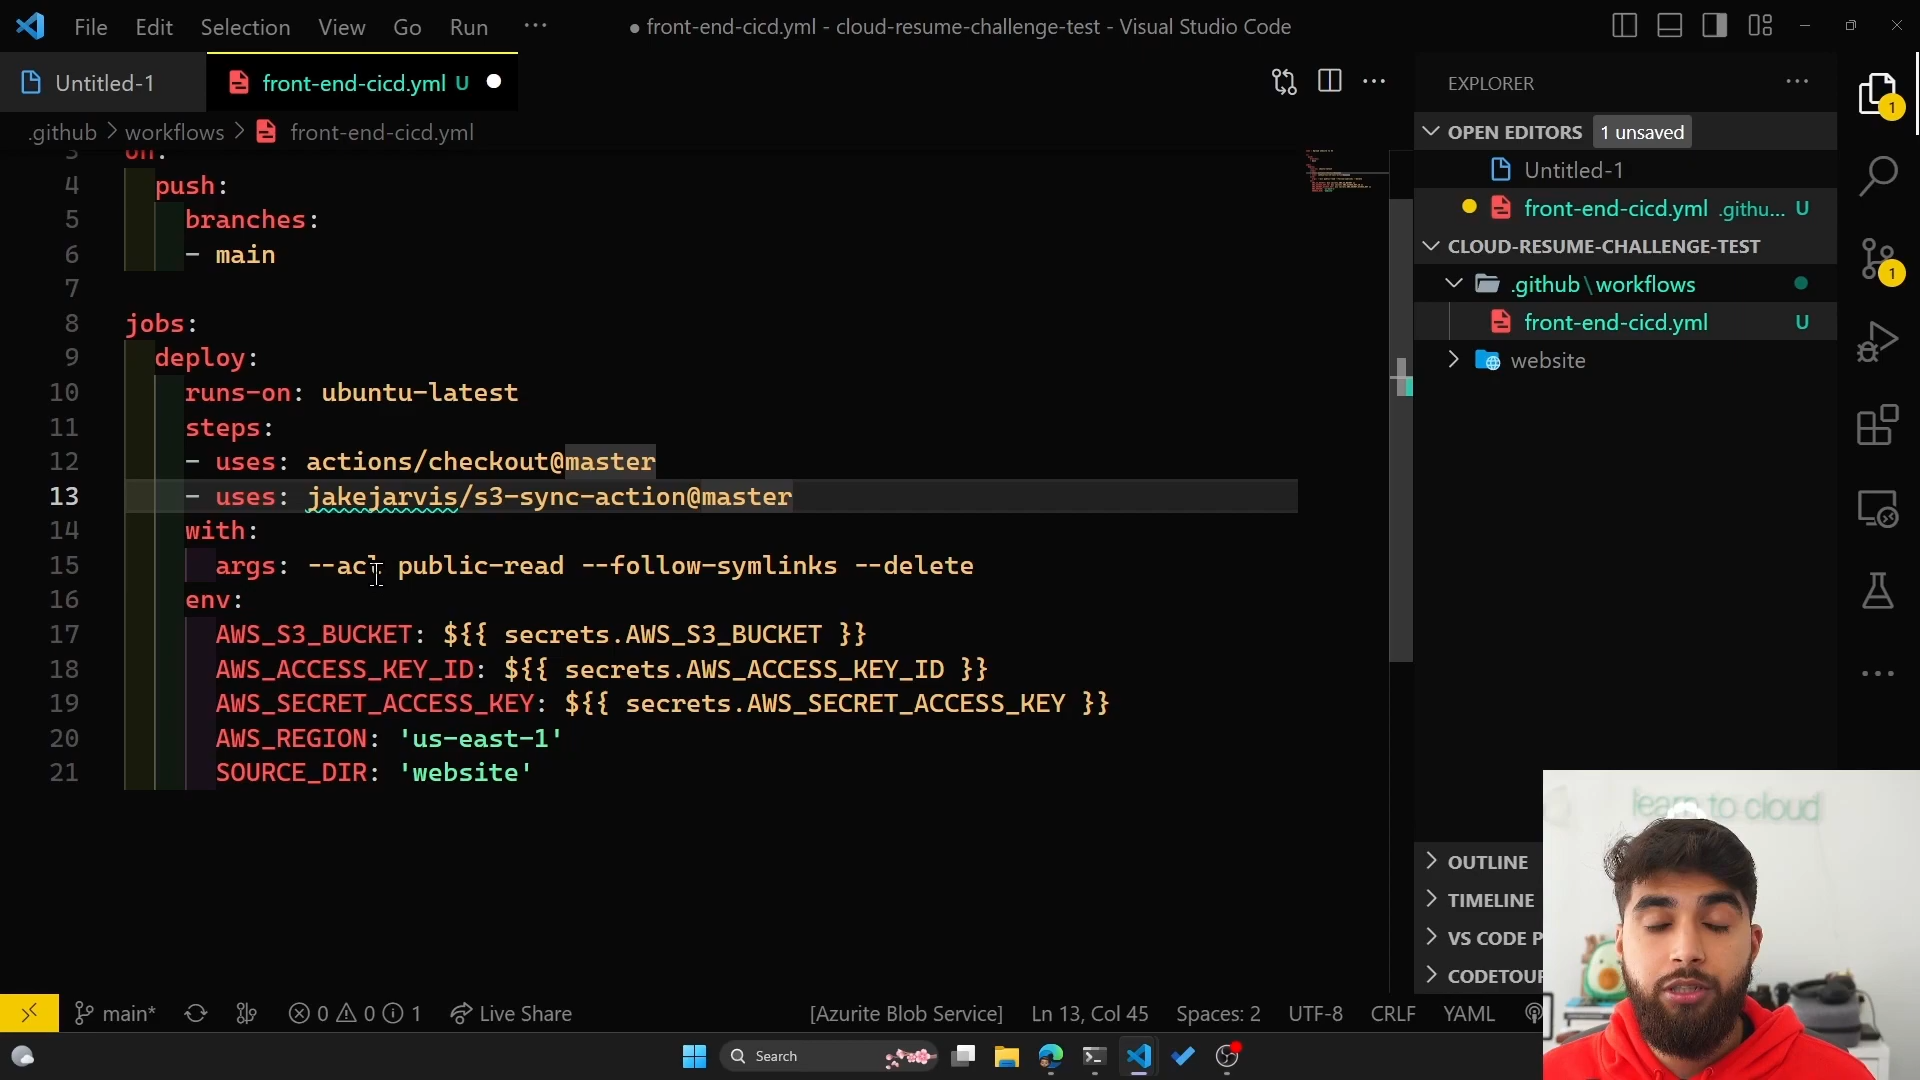 File Edit Selection View Go Run ···
● front-end-cicd.yml - cloud-resume-challenge-test - Visual Studio Code
Untitled-1
front-end-cicd.yml U
.github > workflows > front-end-cicd.yml
3 on:
4 push:
5 branches:
6 - main
7
8 jobs:
9 deploy:
10 runs-on: ubuntu-latest
11 steps:
12 - uses: actions/checkout@master
13 - uses: jakejarvis/s3-sync-action@master
14 with:
15 args: --acl public-read --follow-symlinks --delete
16 env:
17 AWS_S3_BUCKET: ${{ secrets.AWS_S3_BUCKET }}
18 AWS_ACCESS_KEY_ID: ${{ secrets.AWS_ACCESS_KEY_ID }}
19 AWS_SECRET_ACCESS_KEY: ${{ secrets.AWS_SECRET_ACCESS_KEY }}
20 AWS_REGION: 'us-east-1'
21 SOURCE_DIR: 'website'
EXPLORER
OPEN EDITORS 1 unsaved
Untitled-1
front-end-cicd.yml .githu... U
CLOUD-RESUME-CHALLENGE-TEST
.github\workflows
front-end-cicd.yml U
website
OUTLINE
TIMELINE
VS CODE P
CODETOUR
1
1
learn to cloud
main* 0 0 1 Live Share
[Azurite Blob Service] Ln 13, Col 45 Spaces: 2 UTF-8 CRLF YAML
Search